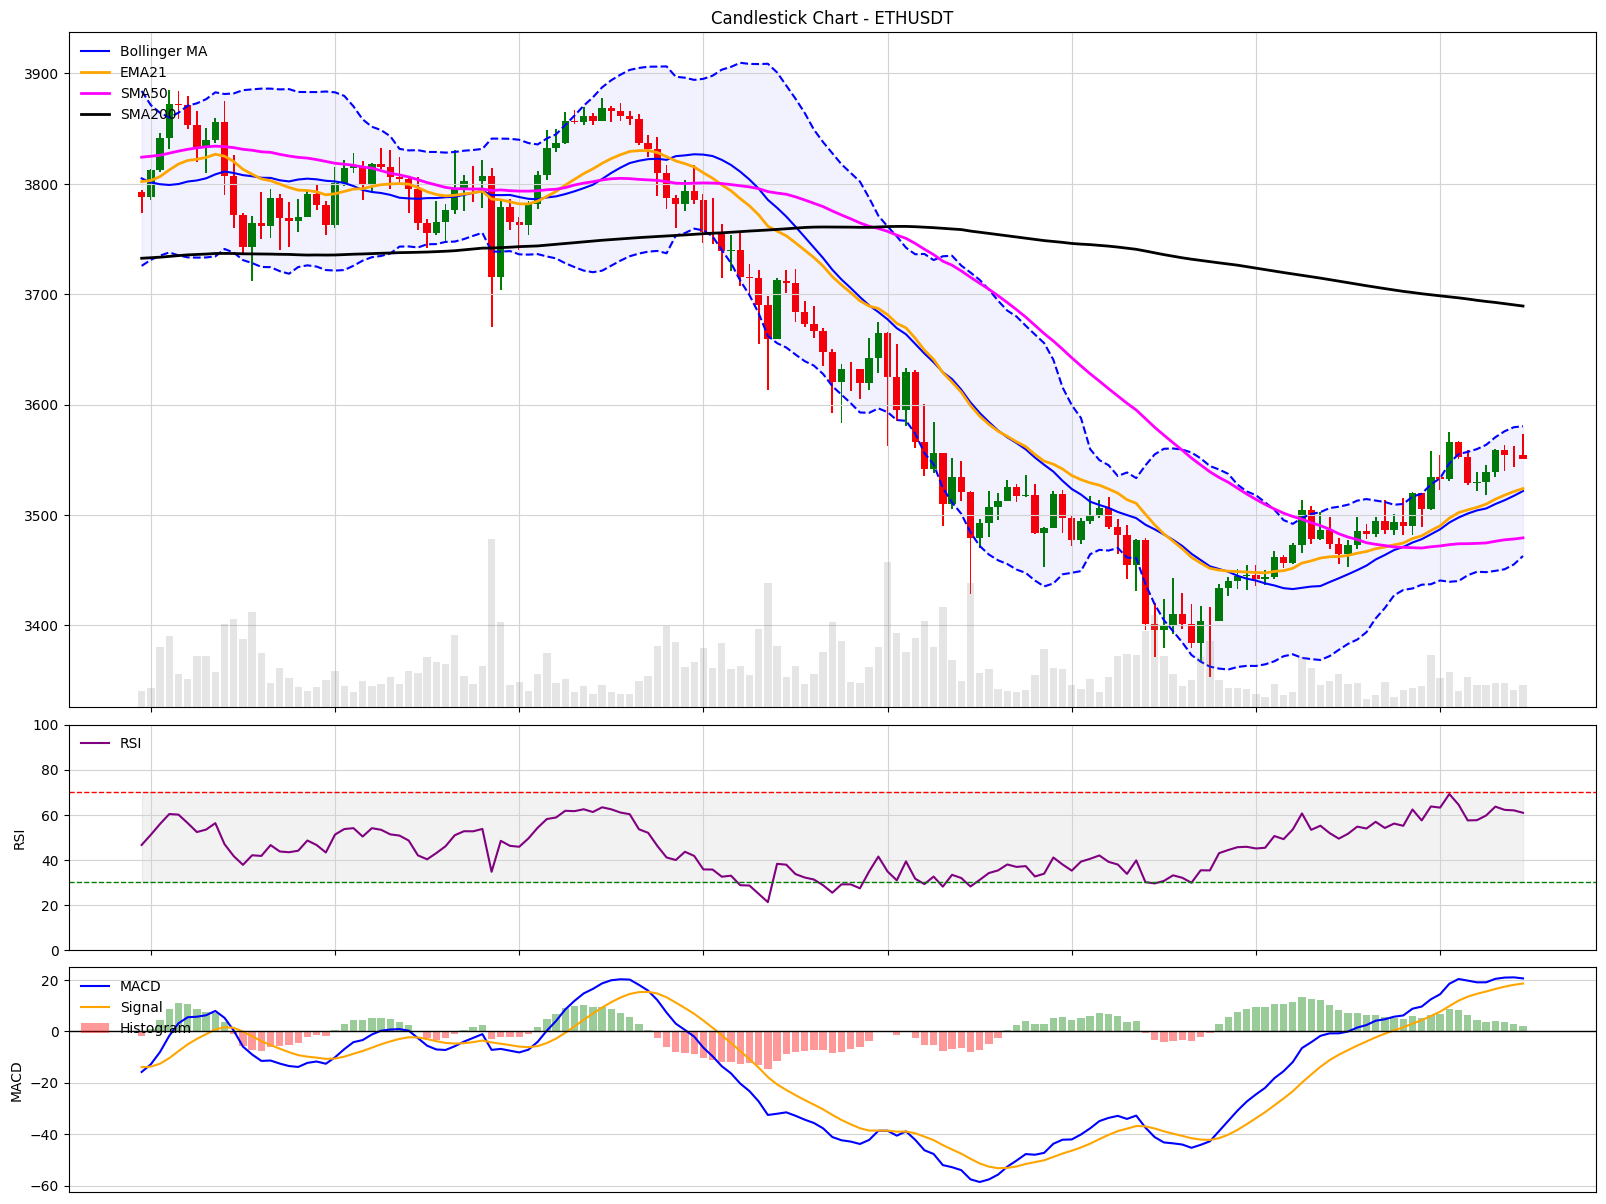 Candlestick Chart - ETHUSDT
Bollinger MA
EMA21
SMA50
SMA200
3900
3800
3700
3600
3500
3400
RSI
RSI
100
80
60
40
20
0
MACD
Signal
Histogram
MACD
20
0
−20
−40
−60